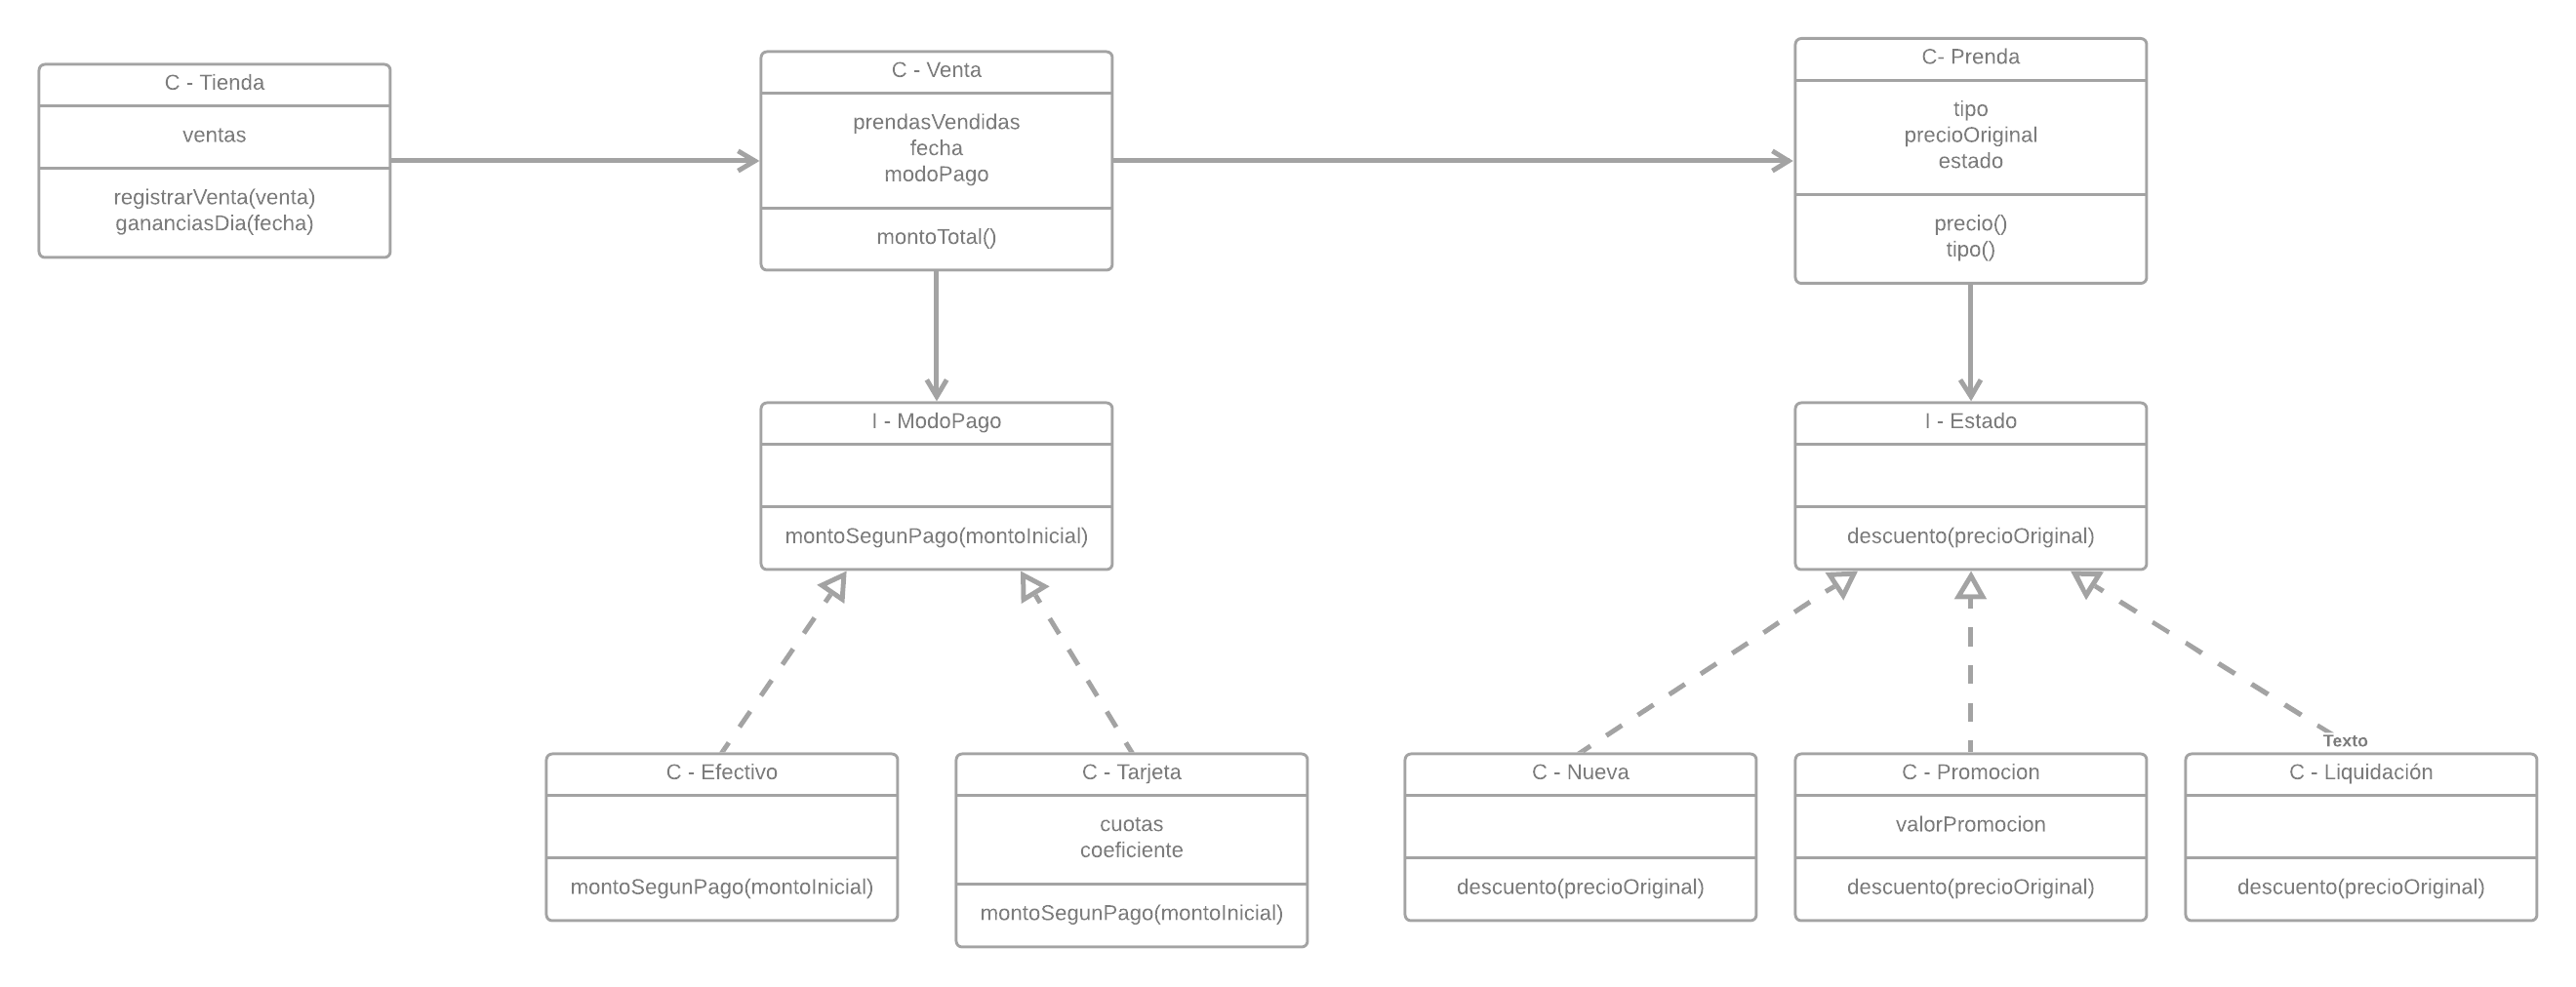 C - Tienda
ventas
registrarVenta(venta)
gananciasDia(fecha)
C - Venta
prendasVendidas
fecha
modoPago
montoTotal()
C- Prenda
tipo
precioOriginal
estado
precio()
tipo()
I - ModoPago
montoSegunPago(montoInicial)
I - Estado
descuento(precioOriginal)
C - Efectivo
montoSegunPago(montoInicial)
C - Tarjeta
cuotas
coeficiente
montoSegunPago(montoInicial)
C - Nueva
descuento(precioOriginal)
C - Promocion
valorPromocion
descuento(precioOriginal)
Texto
C - Liquidación
descuento(precioOriginal)